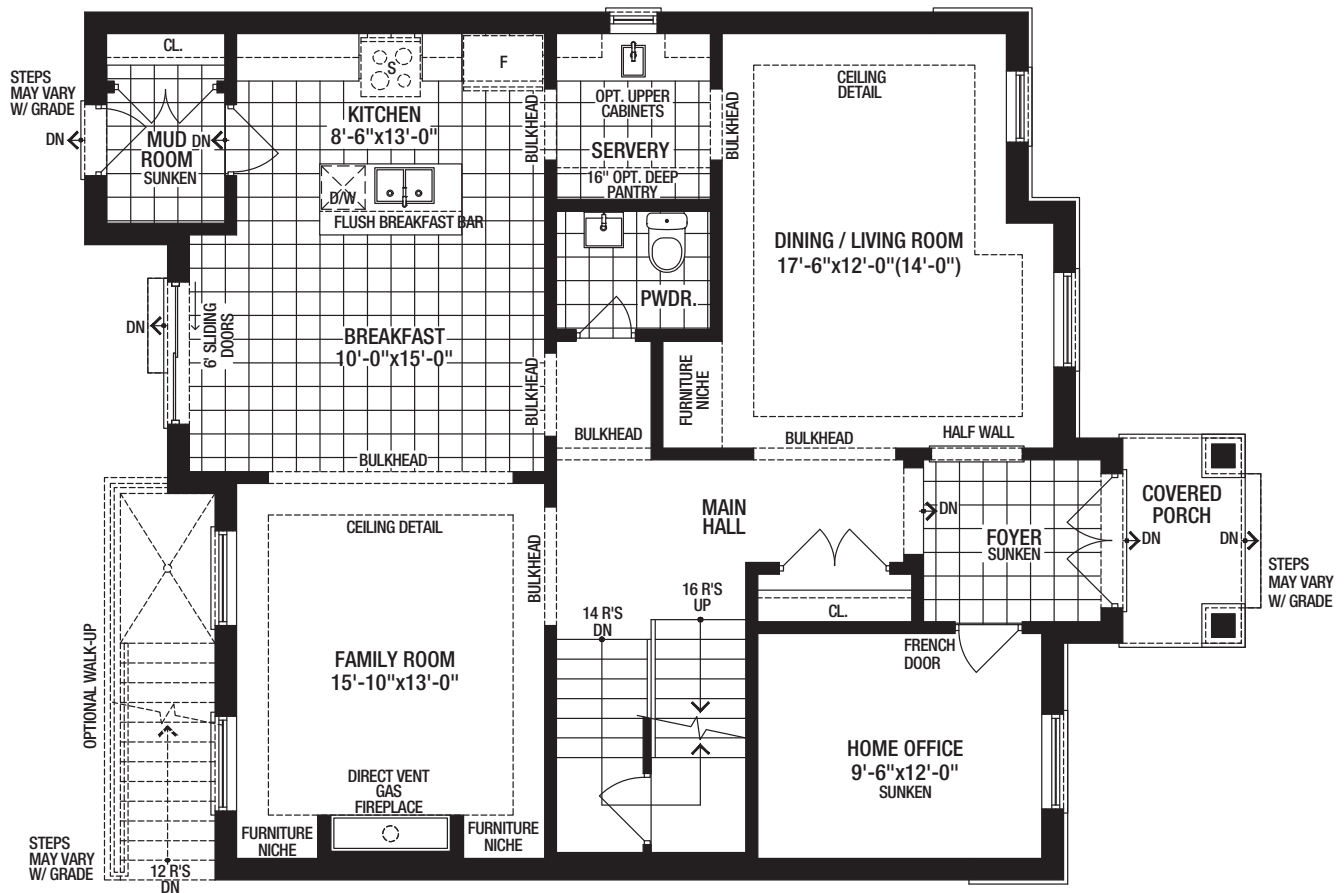 CL.
STEPS
MAY VARY
W/ GRADE
DN
MUD
ROOM
SUNKEN
DN
S
F
KITCHEN
8'-6"x13'-0"
D/W
FLUSH BREAKFAST BAR
BULKHEAD
OPT. UPPER
CABINETS
SERVERY
16" OPT. DEEP
PANTRY
BULKHEAD
CEILING
DETAIL
DINING / LIVING ROOM
17'-6"x12'-0"(14'-0")
PWDR.
DN
6' SLIDING
DOORS
BREAKFAST
10'-0"x15'-0"
BULKHEAD
BULKHEAD
FURNITURE
NICHE
BULKHEAD
HALF WALL
BULKHEAD
CEILING DETAIL
BULKHEAD
MAIN
HALL
DN
FOYER
SUNKEN
COVERED
PORCH
DN
DN
STEPS
MAY VARY
W/ GRADE
OPTIONAL WALK-UP
FAMILY ROOM
15'-10"x13'-0"
14 R'S
DN
16 R'S
UP
CL.
FRENCH
DOOR
HOME OFFICE
9'-6"x12'-0"
SUNKEN
DIRECT VENT
GAS
FIREPLACE
FURNITURE
NICHE
FURNITURE
NICHE
STEPS
MAY VARY
W/ GRADE
12 R'S
DN